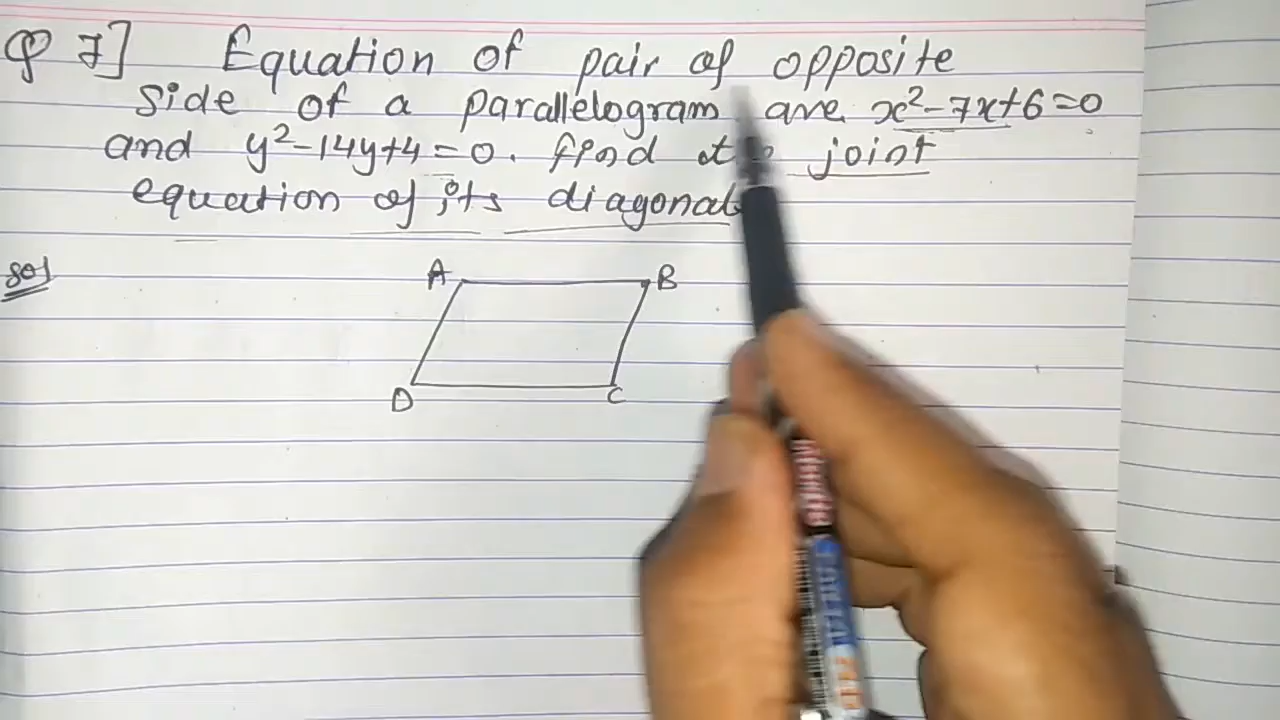 Q 7] Equation of pair of opposite
side of a parallelogram are x²-7x+6=0
and y²-14y+4=0. find joint
equation of its diagonal
sol
A B
D C